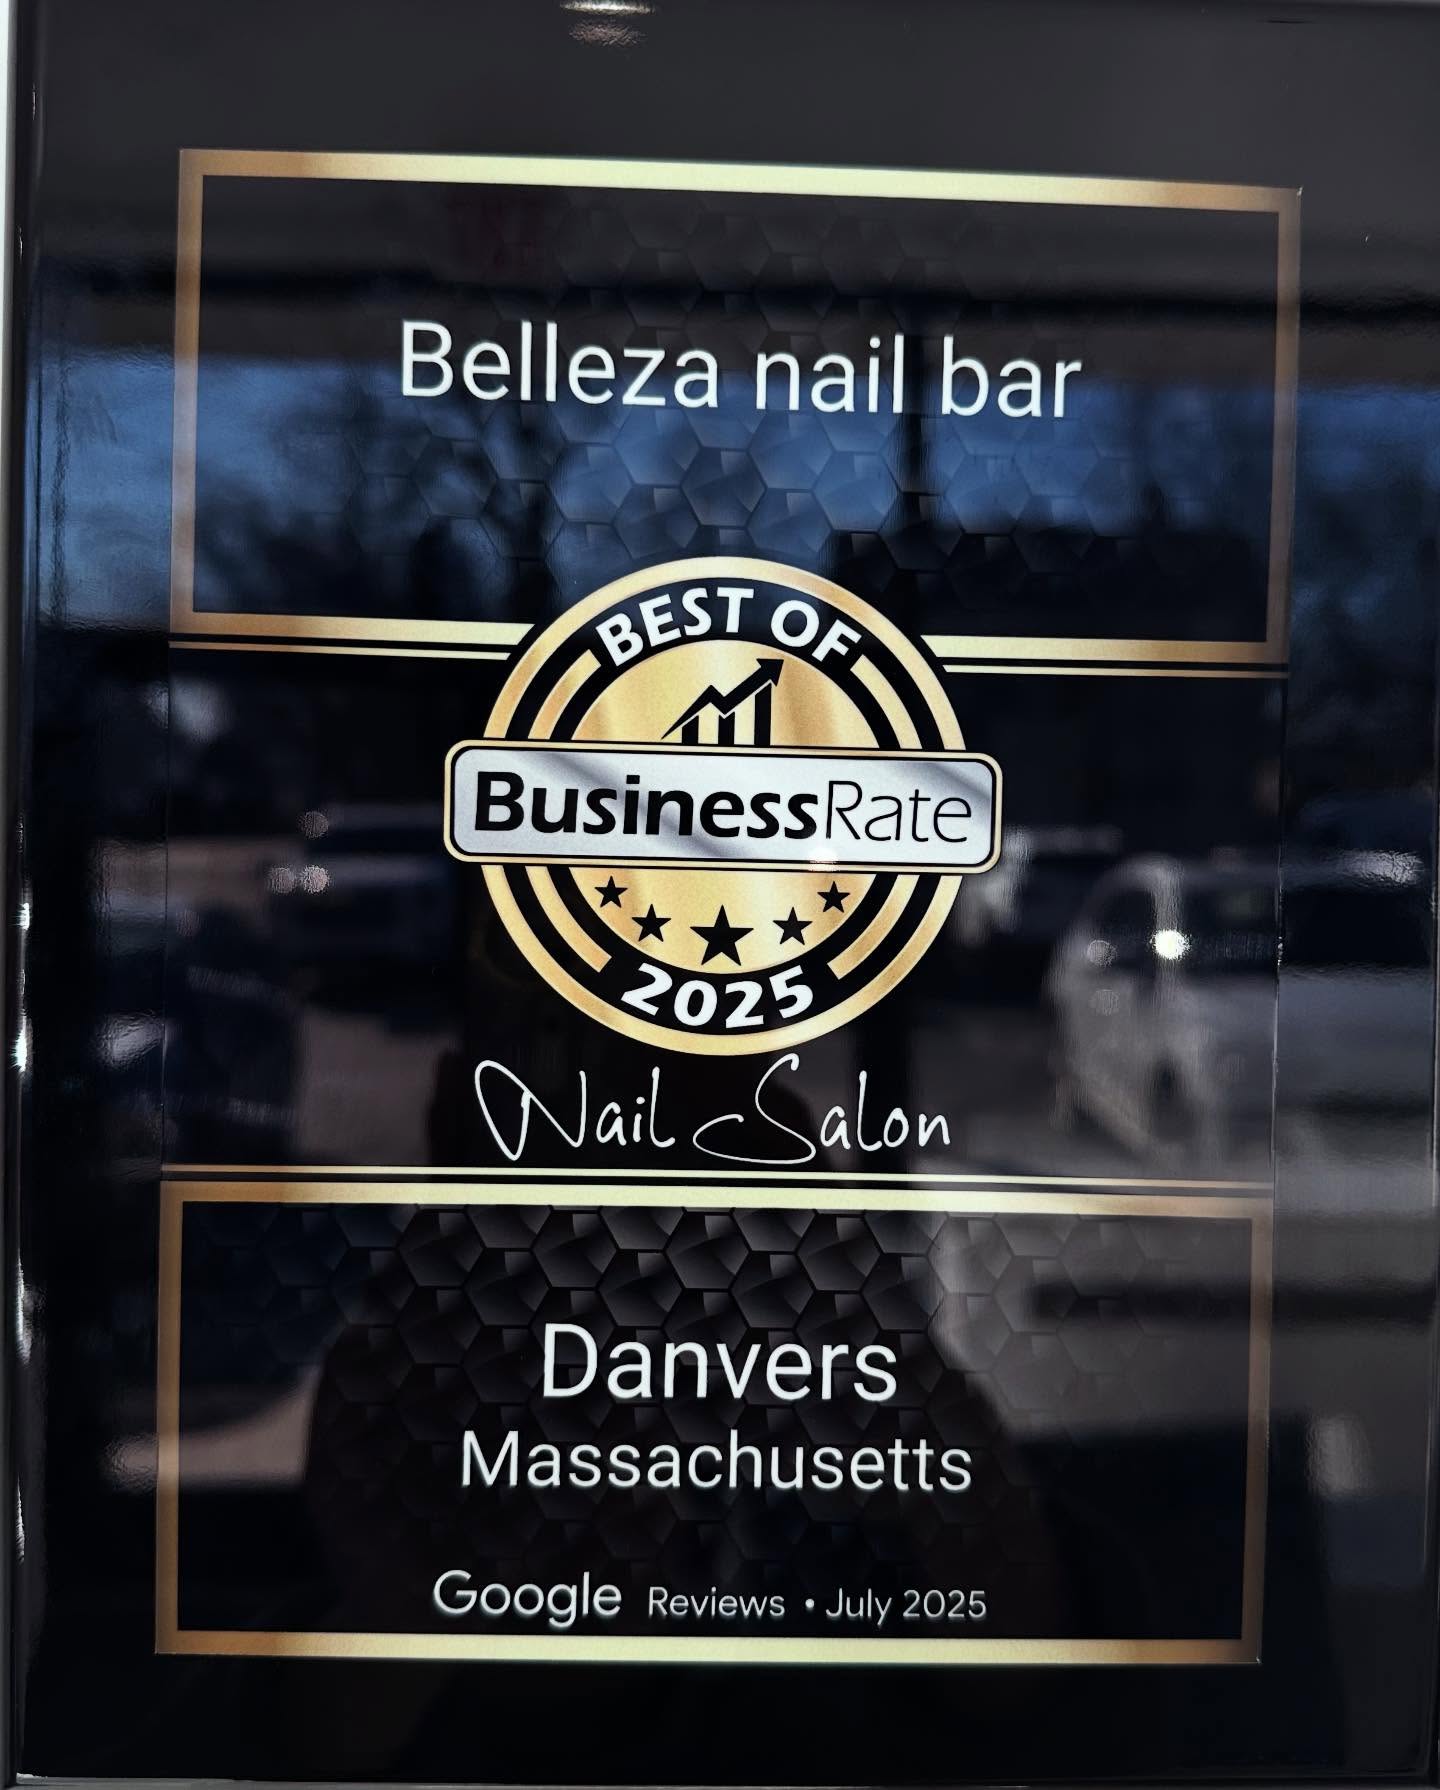 Belleza nail bar
BEST OF
BusinessRate
2025
Nail Salon
Danvers
Massachusetts
Google Reviews • July 2025